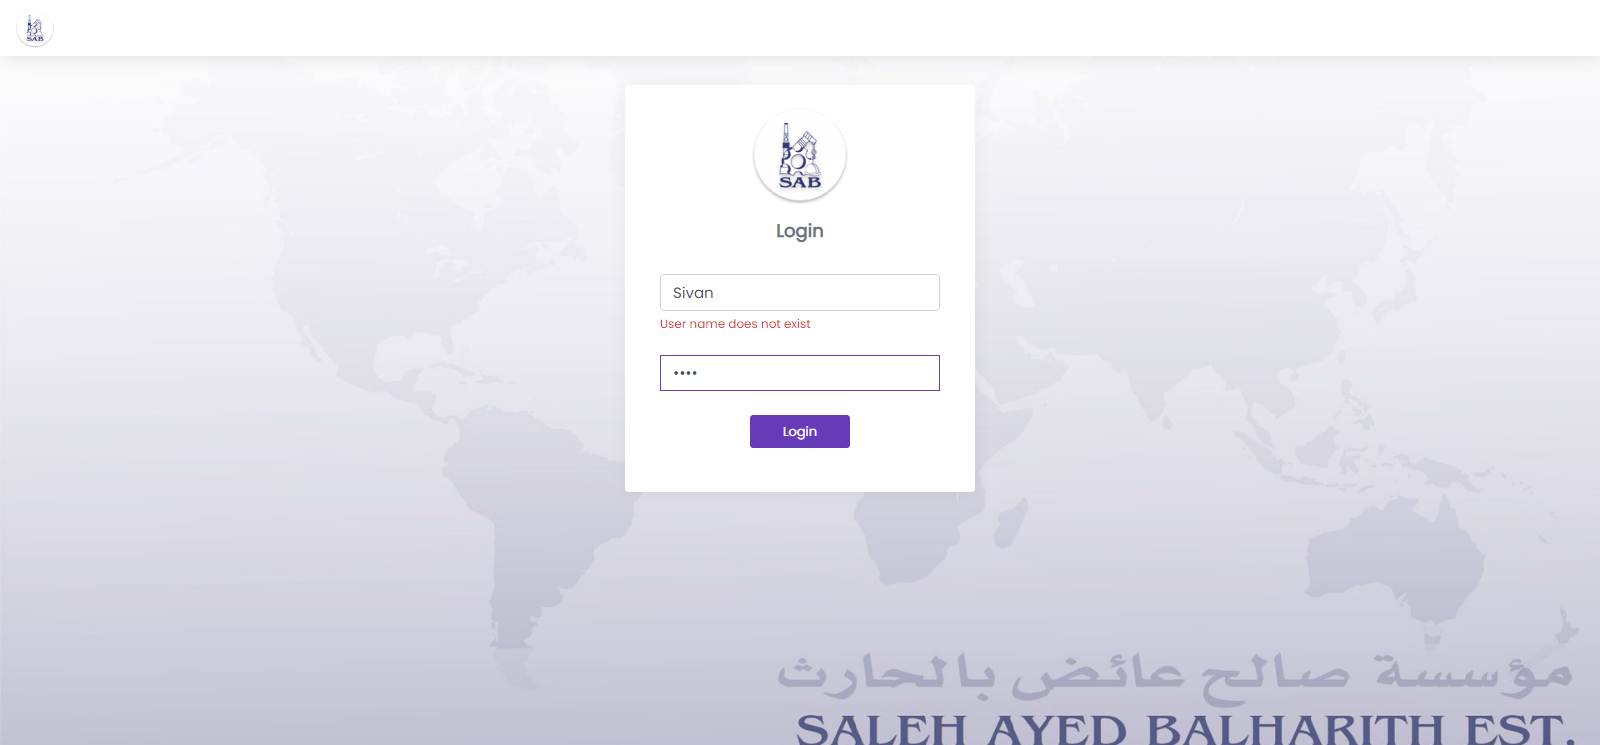 SAB
SAB
Login
Sivan
User name does not exist
••••
Login
مؤسسة صالح عائض بالحارث
SALEH AYED BALHARITH EST.